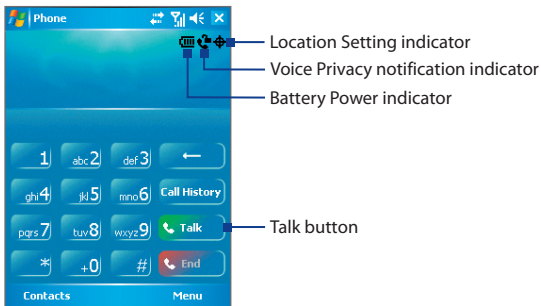 Phone
Location Setting indicator
Voice Privacy notification indicator
Battery Power indicator
1 abc 2 def 3 ←
ghi 4 jkl 5 mno 6 Call History
pqrs 7 tuv 8 wxyz 9 Talk
Talk button
* +0 # End
Contacts Menu